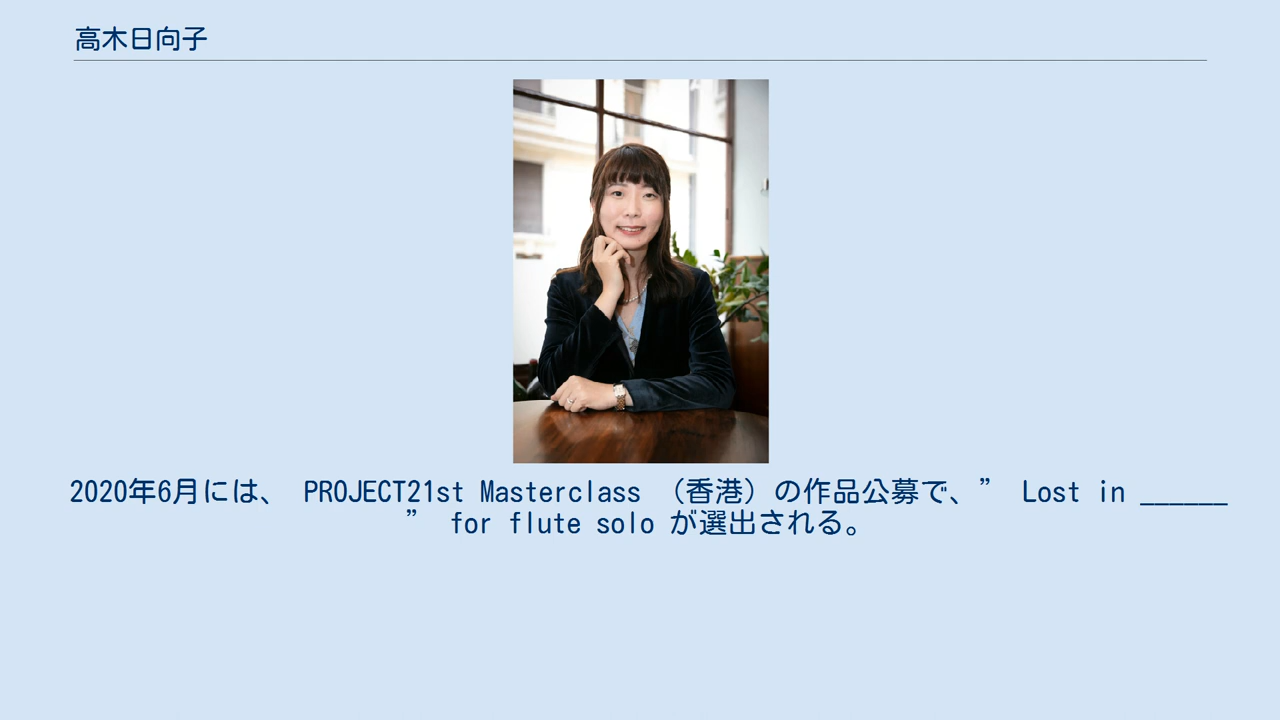 高木日向子
2020年6月には、 PROJECT21st Masterclass （香港）の作品公募で、” Lost in ______
” for flute solo が選出される。